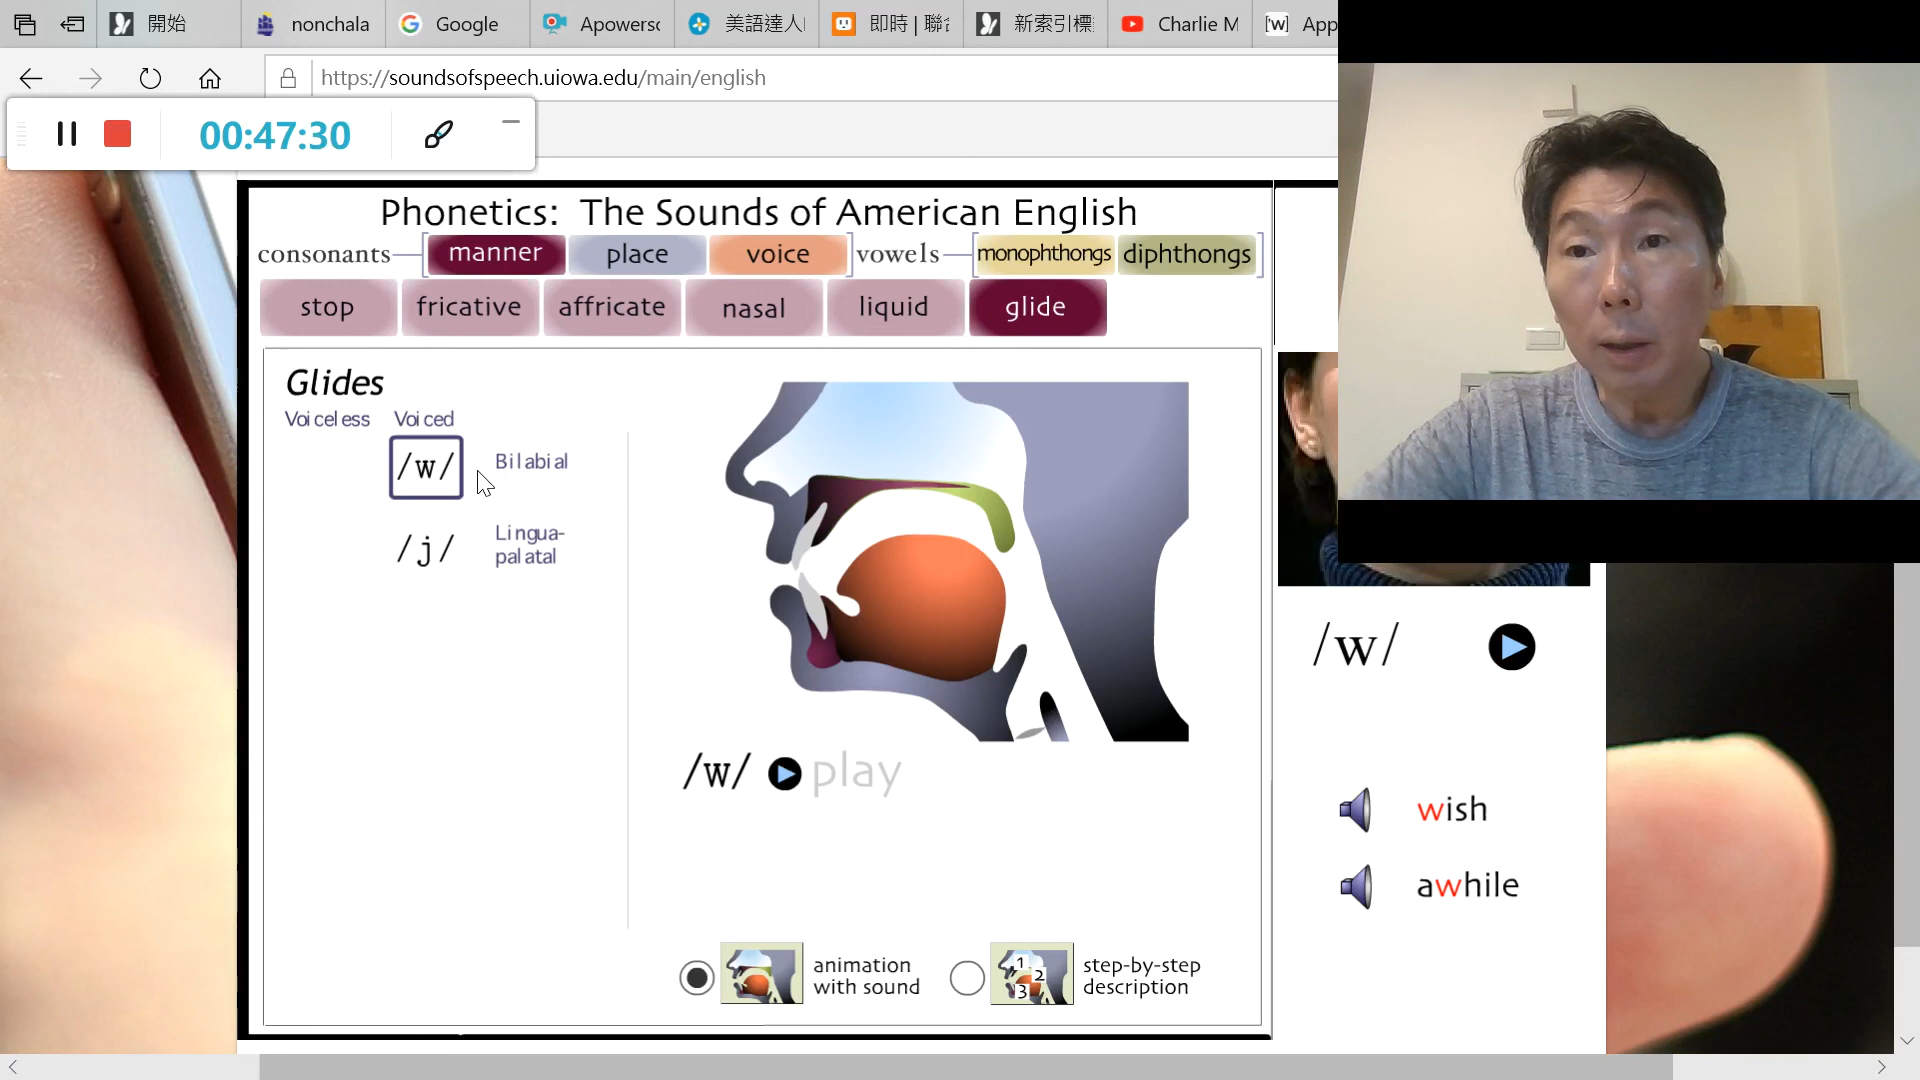 開始
nonchala
Google
Apowersc
美語達人
即時 | 聯
新索引標
Charlie M
App
https://soundsofspeech.uiowa.edu/main/english
00:47:30
Phonetics: The Sounds of American English
consonants manner place voice vowels monophthongs diphthongs
stop fricative affricate nasal liquid glide
Glides
Voiceless Voiced
/w/ Bilabial
/j/ Lingua-
palatal
/w/ play
animation
with sound
1
2
3
step-by-step
description
/w/
wish
awhile